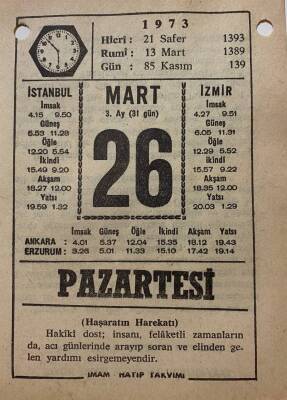 1973
Hicrî : 21 Safer 1393
Rumî : 13 Mart 1389
Gün : 85 Kasım 139
İSTANBUL
İmsak
4.15 9.50
Güneş
5.53 11.28
Öğle
12.20 5.54
İkindi
15.49 9.20
Akşam
18.27 12.00
Yatsı
19.59 1.32
MART
3. Ay (31 gün)
26
İZMİR
İmsak
4.27 9.51
Güneş
6.05 11.31
Öğle
12.29 5.52
İkindi
15.57 9.22
Akşam
18.35 12.00
Yatsı
20.03 1.29
İmsak Güneş Öğle İkindi Akşam Yatsı
ANKARA : 4.01 5.37 12.04 15.35 18.12 19.43
ERZURUM : 3.26 5.01 11.33 15.10 17.42 19.14
PAZARTESİ
(Haşaratın Harekatı)
Hakikî dost; insanı, felâketli zamanların
da, acı günlerinde arayıp soran ve elinden ge-
len yardımı esirgemeyendir.
İMAM HATİP TAKVİMİ